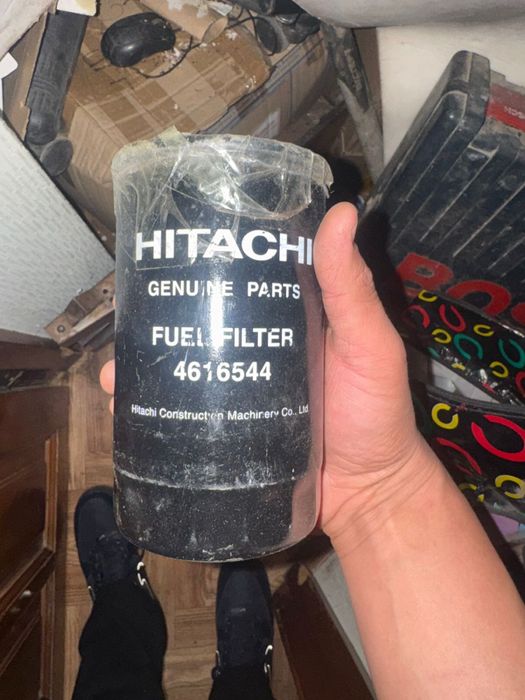 HITACHI
GENUINE PARTS
FUEL FILTER
4616544
Hitachi Construction Machinery Co., Ltd.